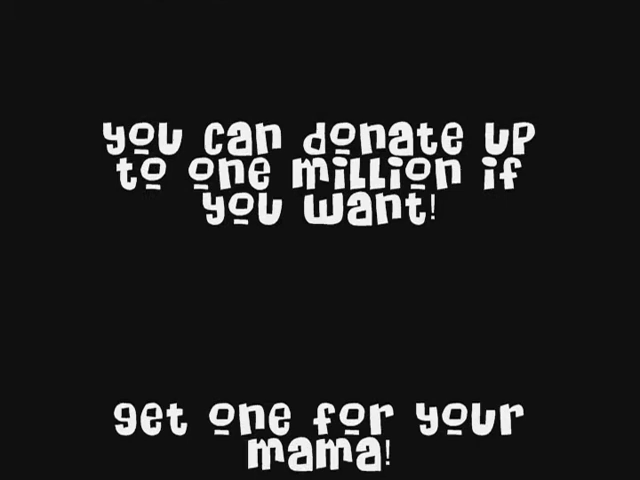 you can donate up
to one million if
you want!
get one for your
mama!